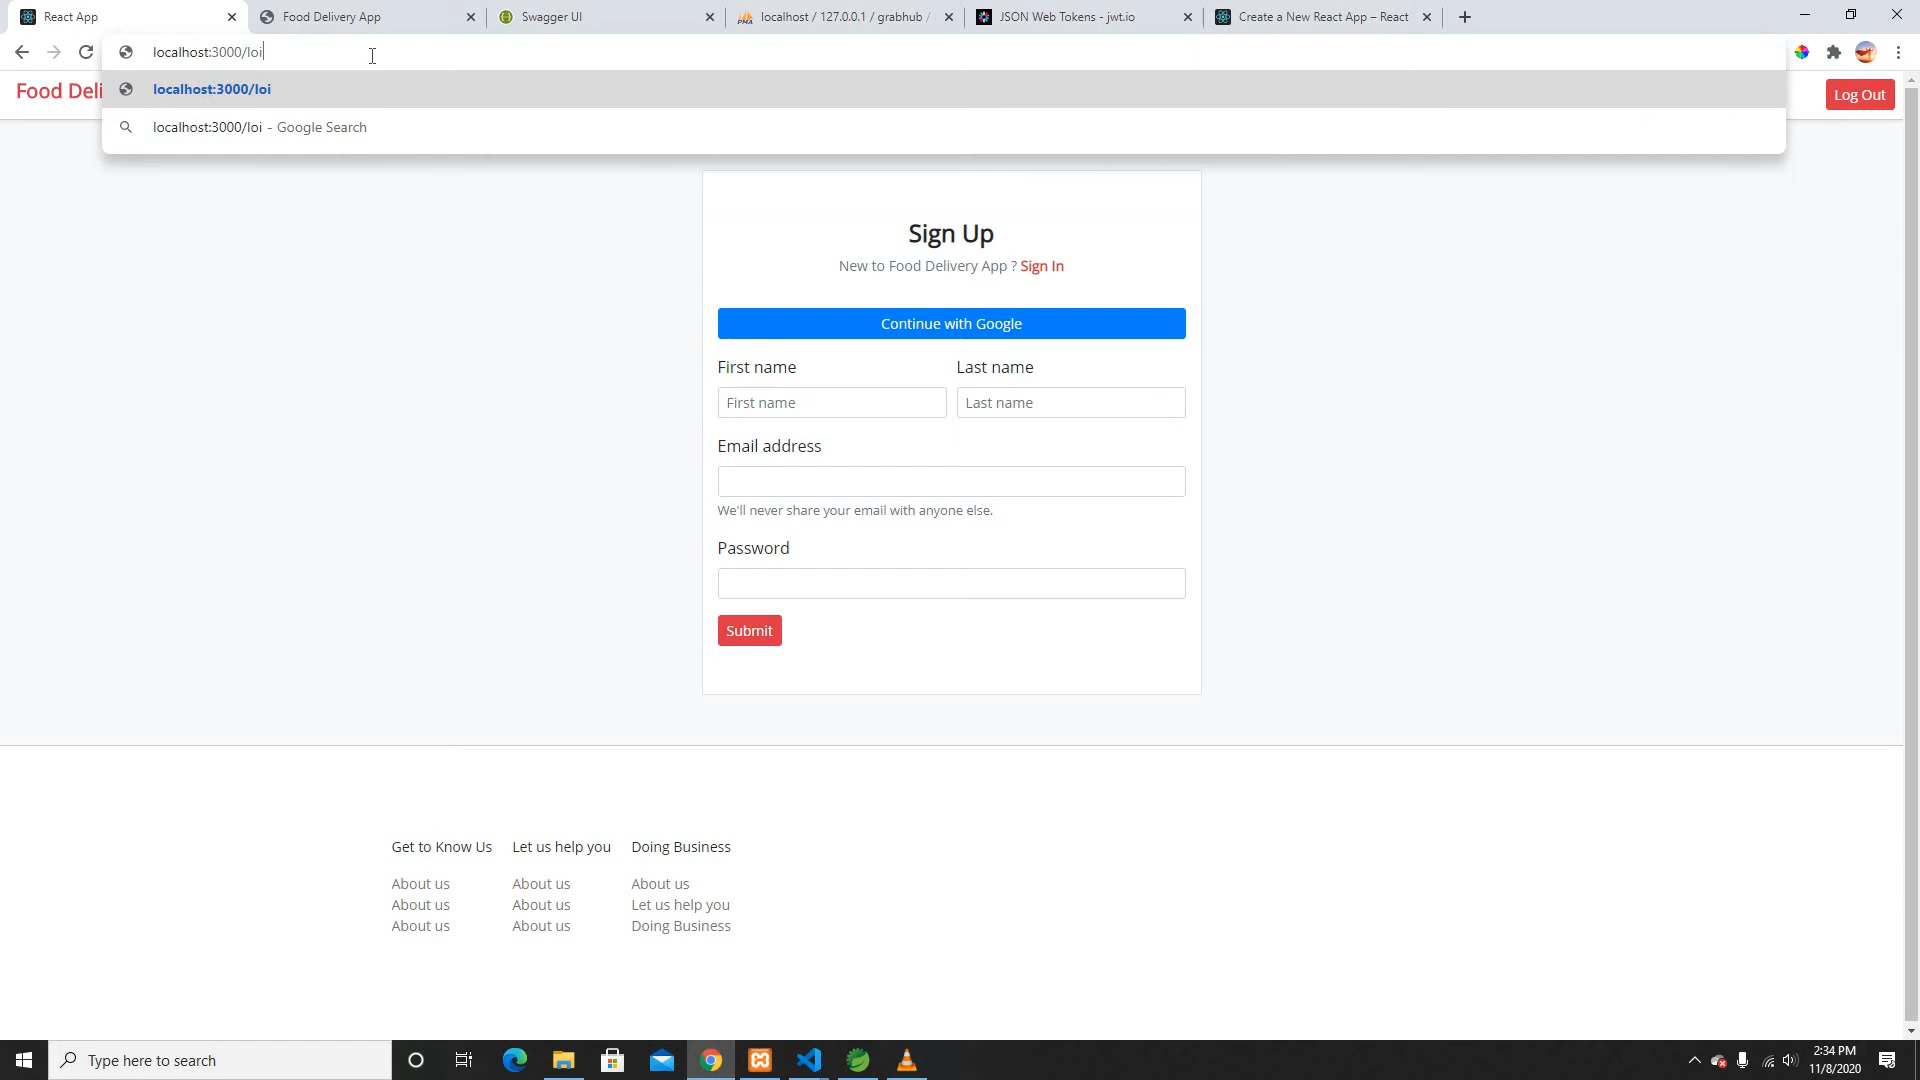 React App
Food Delivery App
Swagger UI
localhost / 127.0.0.1 / grabhub /
JSON Web Tokens - jwt.io
Create a New React App – React
localhost:3000/loi
localhost:3000/loi
localhost:3000/loi - Google Search
Food Deli
Log Out
Sign Up
New to Food Delivery App ? Sign In
Continue with Google
First name
Last name
First name
Last name
Email address
We'll never share your email with anyone else.
Password
Submit
Get to Know Us
Let us help you
Doing Business
About us
About us
About us
About us
About us
Let us help you
About us
About us
Doing Business
Type here to search
2:34 PM
11/8/2020